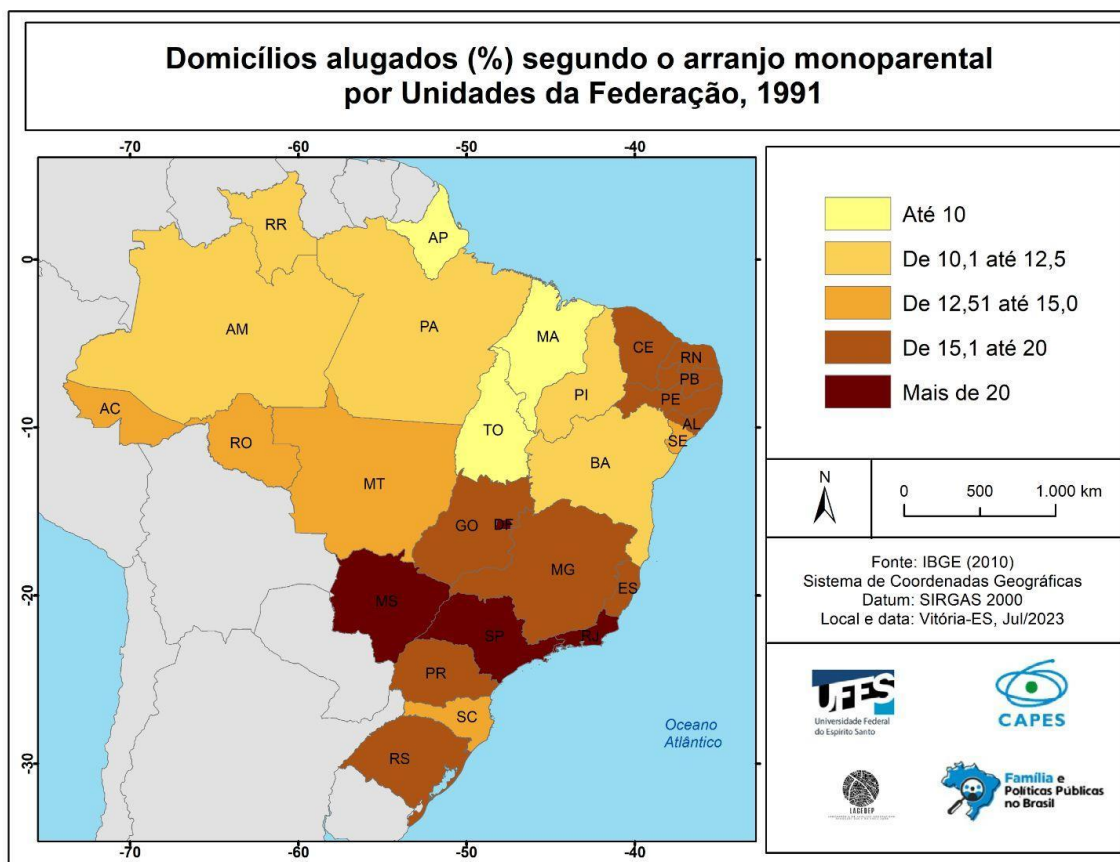 Domicílios alugados (%) segundo o arranjo monoparental
por Unidades da Federação, 1991
-70
-60
-50
-40
0
-10
-20
-30
RR
AP
AM
PA
MA
CE
RN
PB
PE
PI
AL
SE
AC
RO
TO
BA
MT
GO
DF
MG
ES
MS
SP
RJ
PR
SC
RS
Oceano
Atlântico
0
-10
-20
-30
-70
-60
-50
-40
Até 10
De 10,1 até 12,5
De 12,51 até 15,0
De 15,1 até 20
Mais de 20
N
0 500 1.000 km
Fonte: IBGE (2010)
Sistema de Coordenadas Geográficas
Datum: SIRGAS 2000
Local e data: Vitória-ES, Jul/2023
UFES
Universidade Federal
do Espírito Santo
CAPES
LAGEDEP
Família e
Políticas Públicas
no Brasil